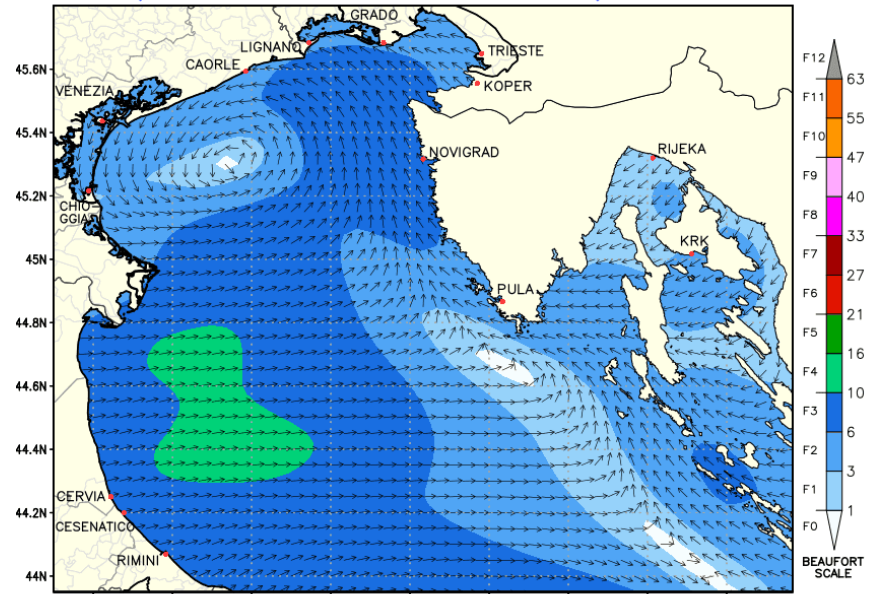 GRADO
LIGNANO
TRIESTE
CAORLE
KOPER
VENEZIA
NOVIGRAD
RIJEKA
CHIO-
GGIA
KRK
PULA
CERVIA
CESENATICO
RIMINI
45.6N
45.4N
45.2N
45N
44.8N
44.6N
44.4N
44.2N
44N
F12
63
F11
55
F10
47
F9
40
F8
33
F7
27
F6
21
F5
16
F4
10
F3
6
F2
3
F1
1
F0
BEAUFORT
SCALE